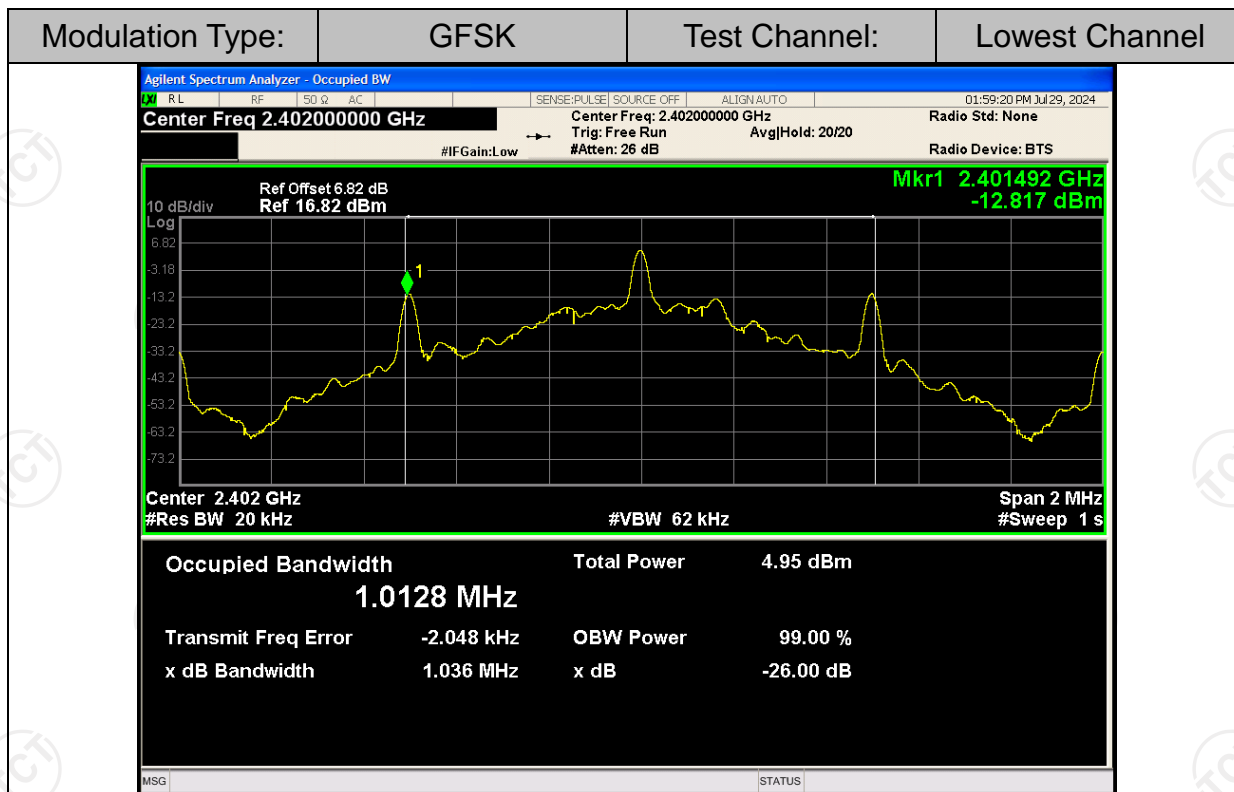 Modulation Type: GFSK Test Channel: Lowest Channel
Agilent Spectrum Analyzer - Occupied BW
LXI RL RF 50 Ω AC SENSE:PULSE SOURCE OFF ALIGN AUTO 01:59:20 PM Jul 29, 2024
Center Freq 2.402000000 GHz Center Freq: 2.402000000 GHz Radio Std: None
Trig: Free Run Avg|Hold: 20/20
#IFGain:Low #Atten: 26 dB Radio Device: BTS
Mkr1 2.401492 GHz
Ref Offset 6.82 dB
-12.817 dBm
10 dB/div Ref 16.82 dBm
Log
6.82
-3.18
1
-13.2
-23.2
-33.2
-43.2
-53.2
-63.2
-73.2
Center 2.402 GHz Span 2 MHz
#Res BW 20 kHz #VBW 62 kHz #Sweep 1 s
Occupied Bandwidth Total Power 4.95 dBm
1.0128 MHz
Transmit Freq Error -2.048 kHz OBW Power 99.00 %
x dB Bandwidth 1.036 MHz x dB -26.00 dB
MSG STATUS